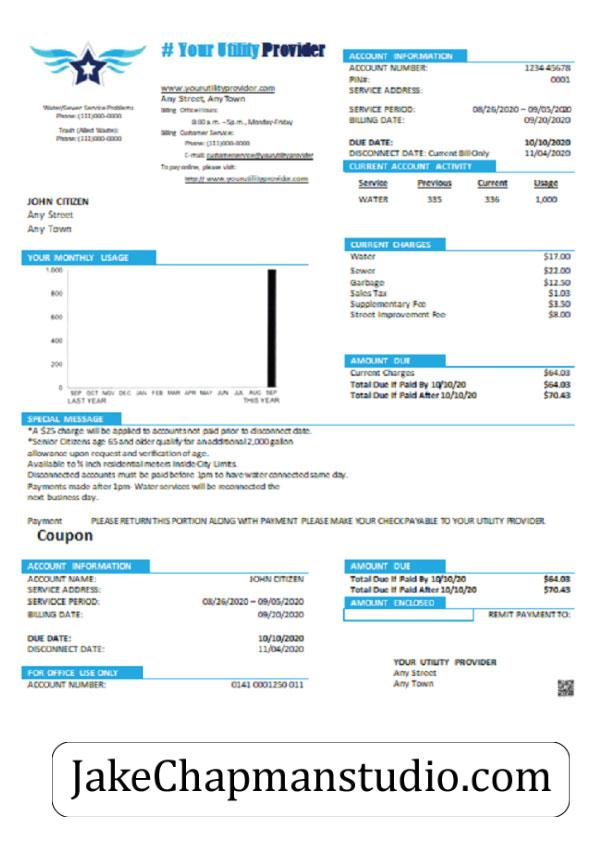 # Your Utility Provider
Water/Sewer Service Problems
Phone: (111)000-0000
Trash (Allied Waste):
Phone: (111)000-0000
www.yourutilityprovider.com
Any Street, Any Town
Billing Office Hours:
8:00 a.m. – 5p.m., Monday-Friday
Billing Customer Service:
Phone: (111)000-0000
E-mail: customerservice@yourutilityprovider
To pay online, please visit:
http:// www.yourutilityprovider.com
ACCOUNT INFORMATION
ACCOUNT NUMBER: 1234 45678
PIN#: 0001
SERVICE ADDRESS:
SERVICE PERIOD: 08/26/2020 – 09/05/2020
BILLING DATE: 09/20/2020
DUE DATE: 10/10/2020
DISCONNECT DATE: Current Bill Only 11/04/2020
CURRENT ACCOUNT ACTIVITY
Service Previous Current Usage
WATER 335 336 1,000
JOHN CITIZEN
Any Street
Any Town
CURRENT CHARGES
Water $17.00
Sewer $22.00
Garbage $12.50
Sales Tax $1.03
Supplementary Fee $3.50
Street Improvement Fee $8.00
YOUR MONTHLY USAGE
1,000
800
600
400
200
0
SEP OCT NOV DEC JAN FEB MAR APR MAY JUN JUL AUG SEP
LAST YEAR THIS YEAR
AMOUNT DUE
Current Charges $64.03
Total Due If Paid By 10/10/20 $64.03
Total Due If Paid After 10/10/20 $70.43
SPECIAL MESSAGE
*A $25 charge will be applied to accounts not paid prior to disconnect date.
*Senior Citizens age 65 and older qualify for an additional 2,000 gallon
allowance upon request and verification of age.
Available to ¾ inch residential meters Inside City Limits.
Disconnected accounts must be paid before 1pm to have water connected same day.
Payments made after 1pm- Water services will be reconnected the
next business day.
Payment PLEASE RETURN THIS PORTION ALONG WITH PAYMENT PLEASE MAKE YOUR CHECK PAYABLE TO YOUR UTILITY PROVIDER.
Coupon
ACCOUNT INFORMATION
ACCOUNT NAME: JOHN CITIZEN
SERVICE ADDRESS:
SERVIOCE PERIOD: 08/26/2020 – 09/05/2020
BILLING DATE: 09/20/2020
DUE DATE: 10/10/2020
DISCONNECT DATE: 11/04/2020
FOR OFFICE USE ONLY
ACCOUNT NUMBER: 0141 0001250 011
AMOUNT DUE
Total Due If Paid By 10/10/20 $64.03
Total Due If Paid After 10/10/20 $70.43
AMOUNT ENCLOSED
REMIT PAYMENT TO:
YOUR UTILITY PROVIDER
Any Street
Any Town
JakeChapmanstudio.com